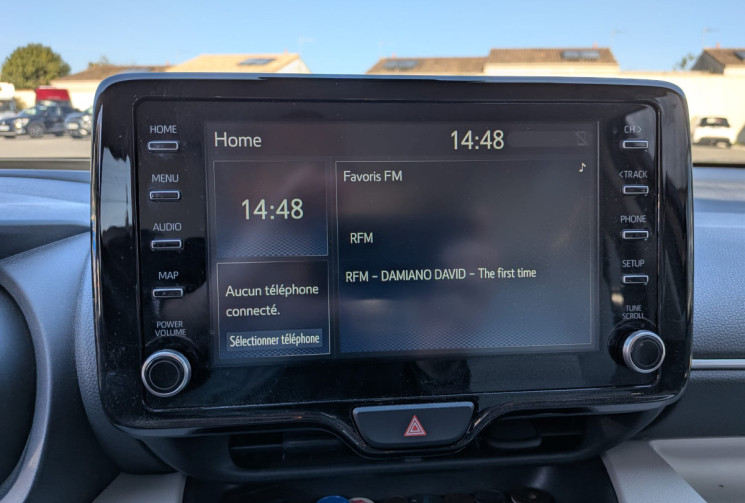 HOME
MENU
AUDIO
MAP
POWER
VOLUME
Home
14:48
14:48
Aucun téléphone
connecté.
Sélectionner téléphone
Favoris FM
RFM
RFM – DAMIANO DAVID – The first time
CH >
< TRACK
PHONE
SETUP
TUNE
SCROLL